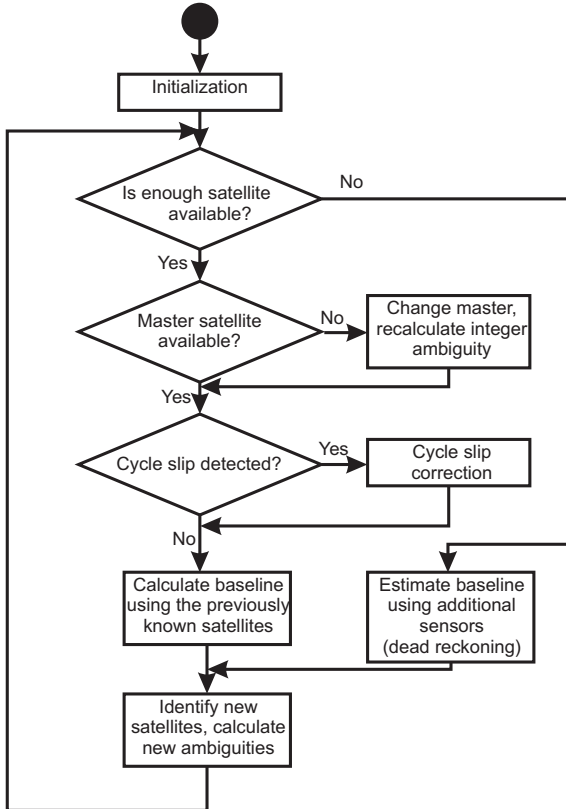 Initialization
Is enough satellite
available?
No
Yes
Master satellite
available?
No
Change master,
recalculate integer
ambiguity
Yes
Cycle slip detected?
Yes
Cycle slip
correction
No
Calculate baseline
using the previously
known satellites
Estimate baseline
using additional
sensors
(dead reckoning)
Identify new
satellites, calculate
new ambiguities